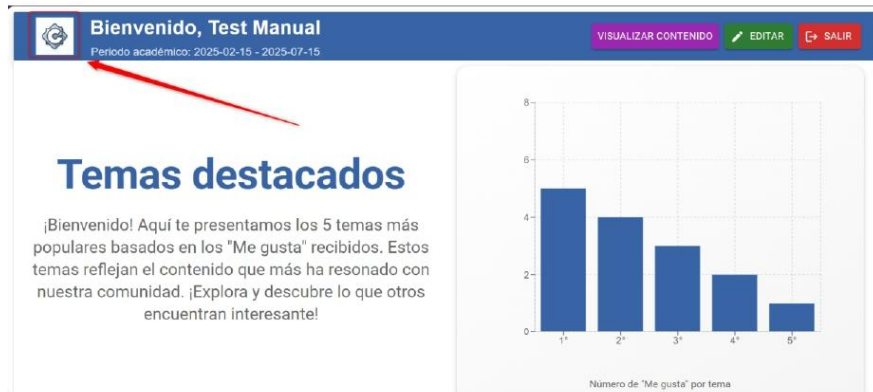 Bienvenido, Test Manual
Periodo académico: 2025-02-15 - 2025-07-15
VISUALIZAR CONTENIDO
EDITAR
SALIR
Temas destacados
¡Bienvenido! Aquí te presentamos los 5 temas más
populares basados en los "Me gusta" recibidos. Estos
temas reflejan el contenido que más ha resonado con
nuestra comunidad. ¡Explora y descubre lo que otros
encuentran interesante!
8
6
4
2
0
1° 2° 3° 4° 5°
Número de "Me gusta" por tema